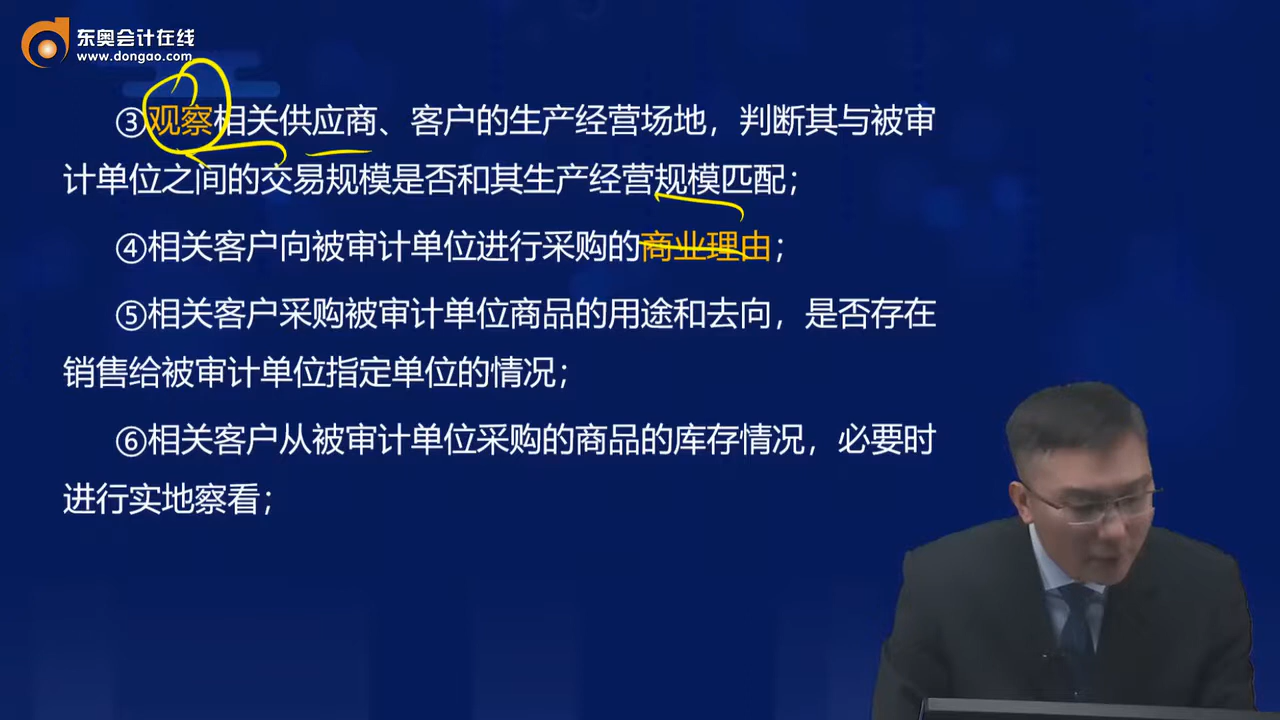 东奥会计在线
www.dongao.com
③观察相关供应商、客户的生产经营场地，判断其与被审
计单位之间的交易规模是否和其生产经营规模匹配；
④相关客户向被审计单位进行采购的商业理由；
⑤相关客户采购被审计单位商品的用途和去向，是否存在
销售给被审计单位指定单位的情况；
⑥相关客户从被审计单位采购的商品的库存情况，必要时
进行实地察看；